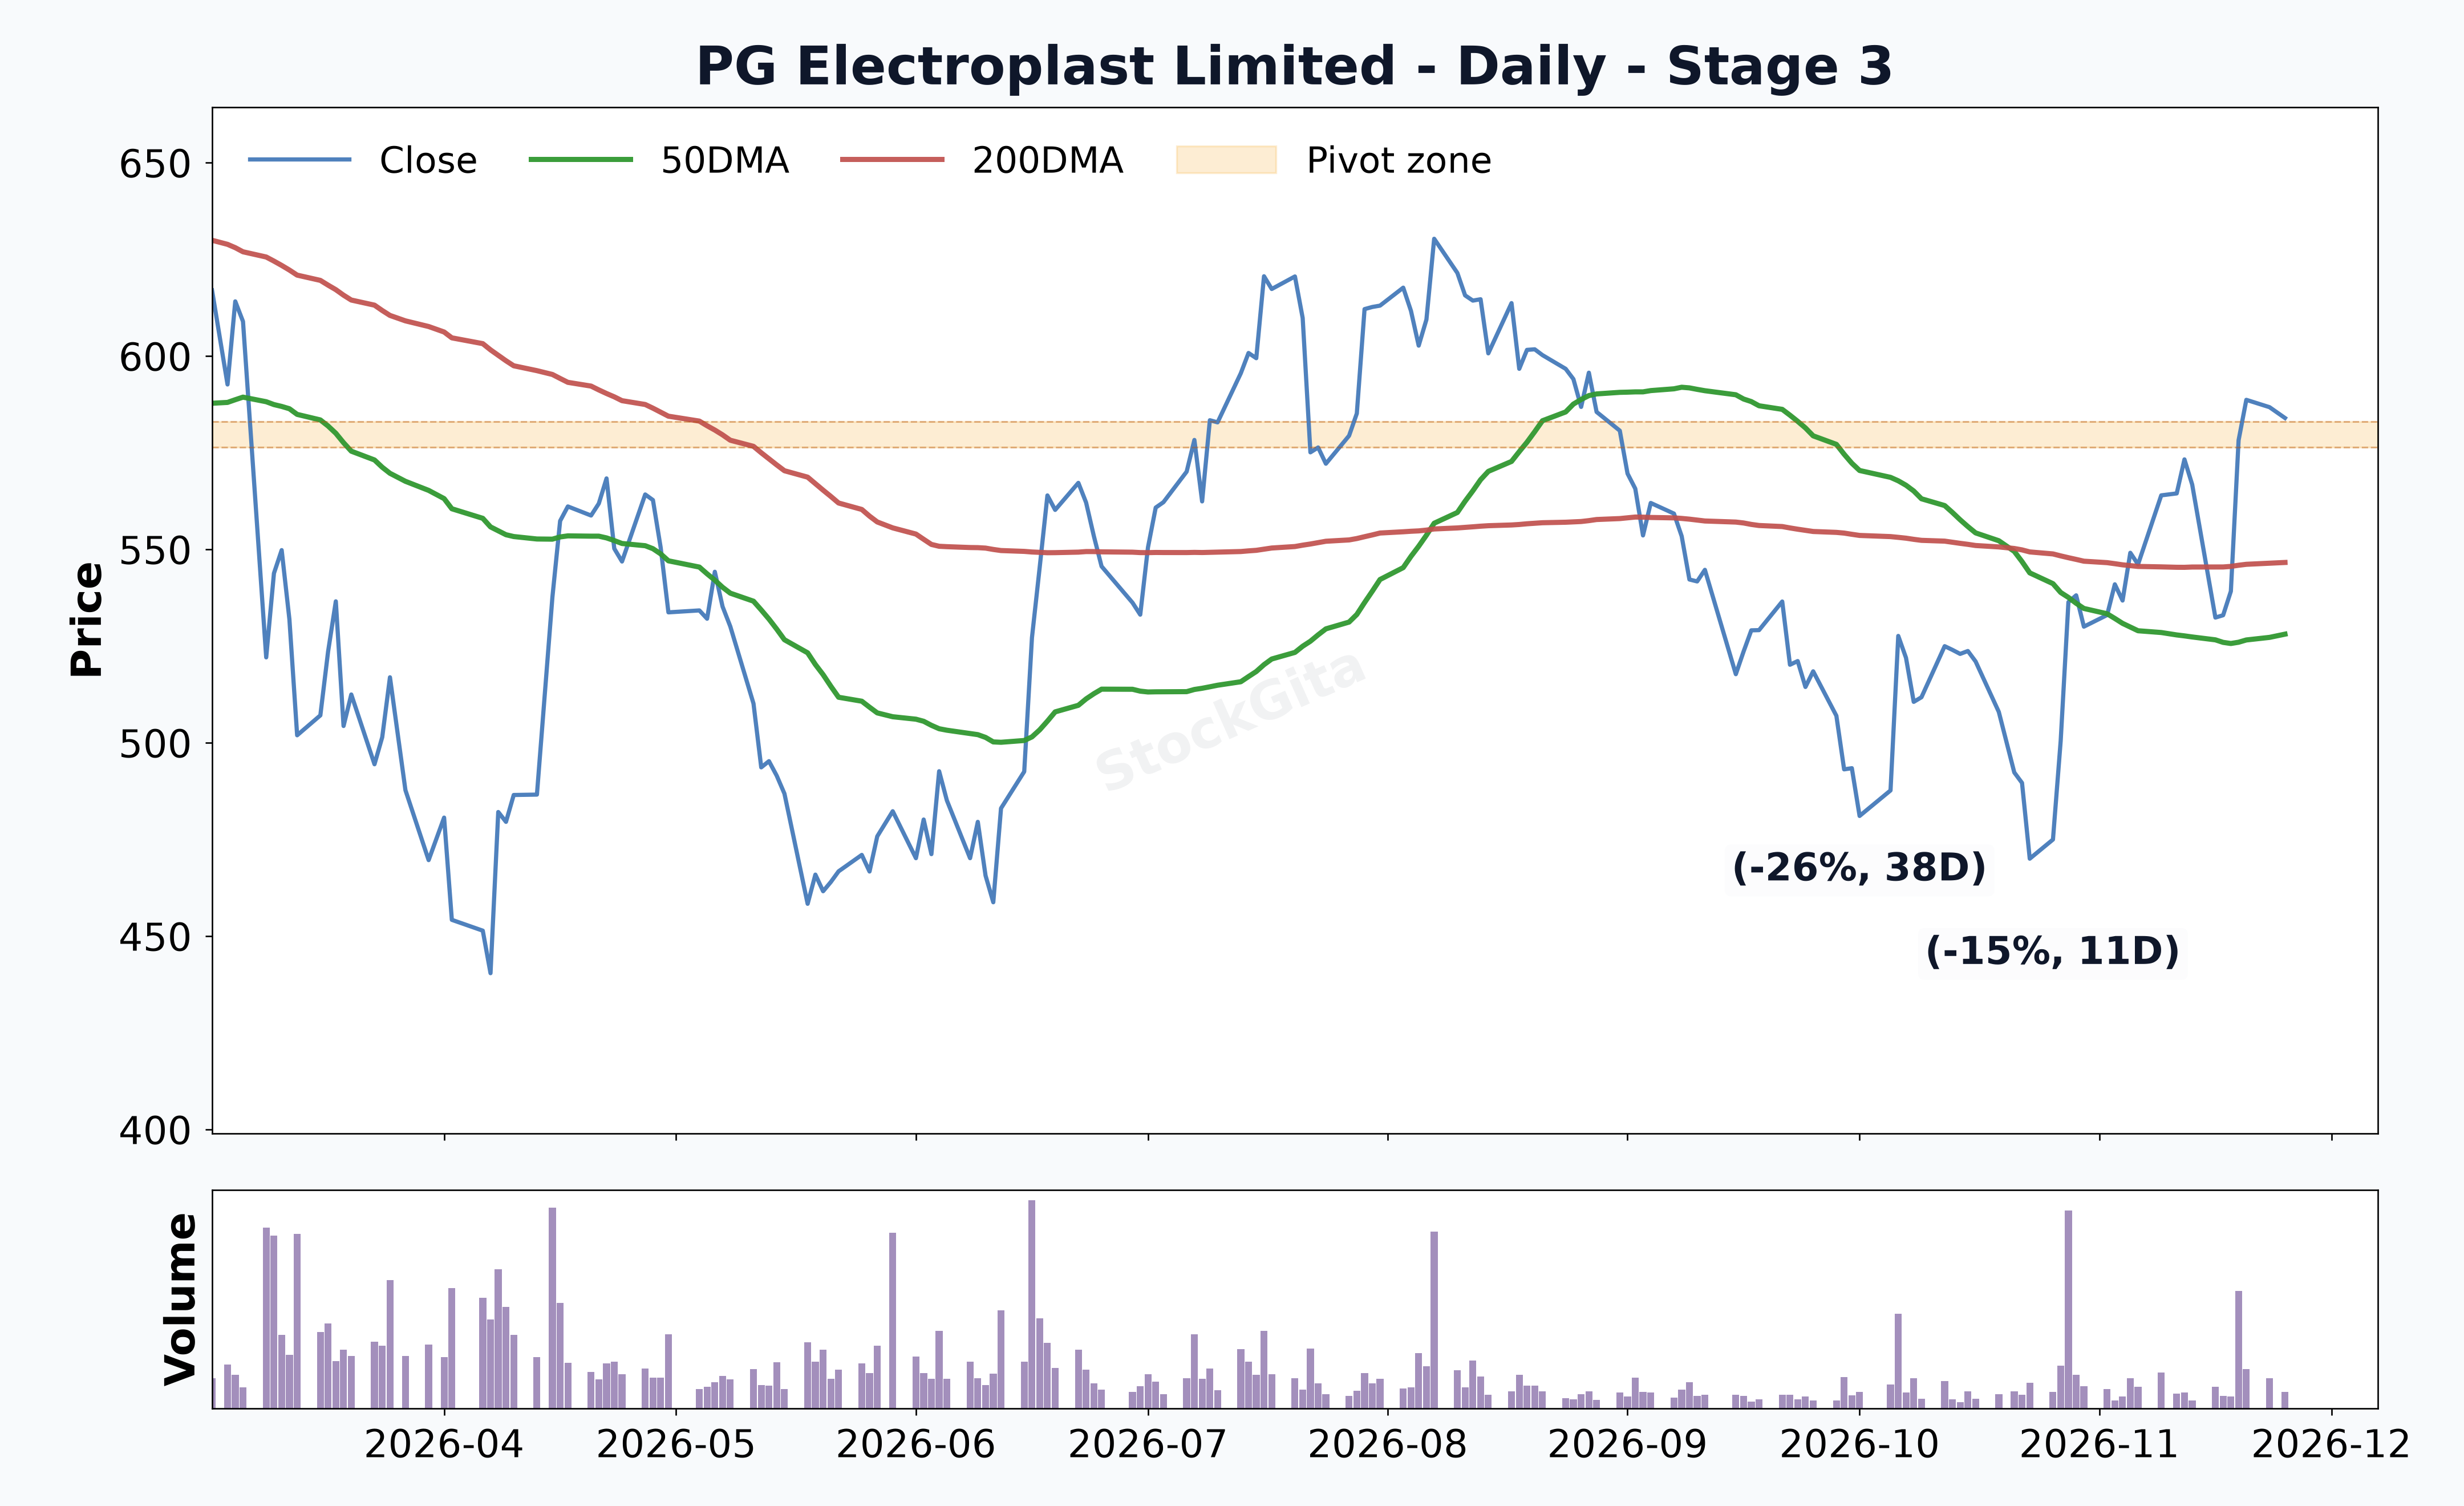 PG Electroplast Limited - Daily - Stage 3
Close
50DMA
200DMA
Pivot zone
Price
650
600
550
500
450
400
StockGita
(-26%, 38D)
(-15%, 11D)
Volume
2026-04
2026-05
2026-06
2026-07
2026-08
2026-09
2026-10
2026-11
2026-12